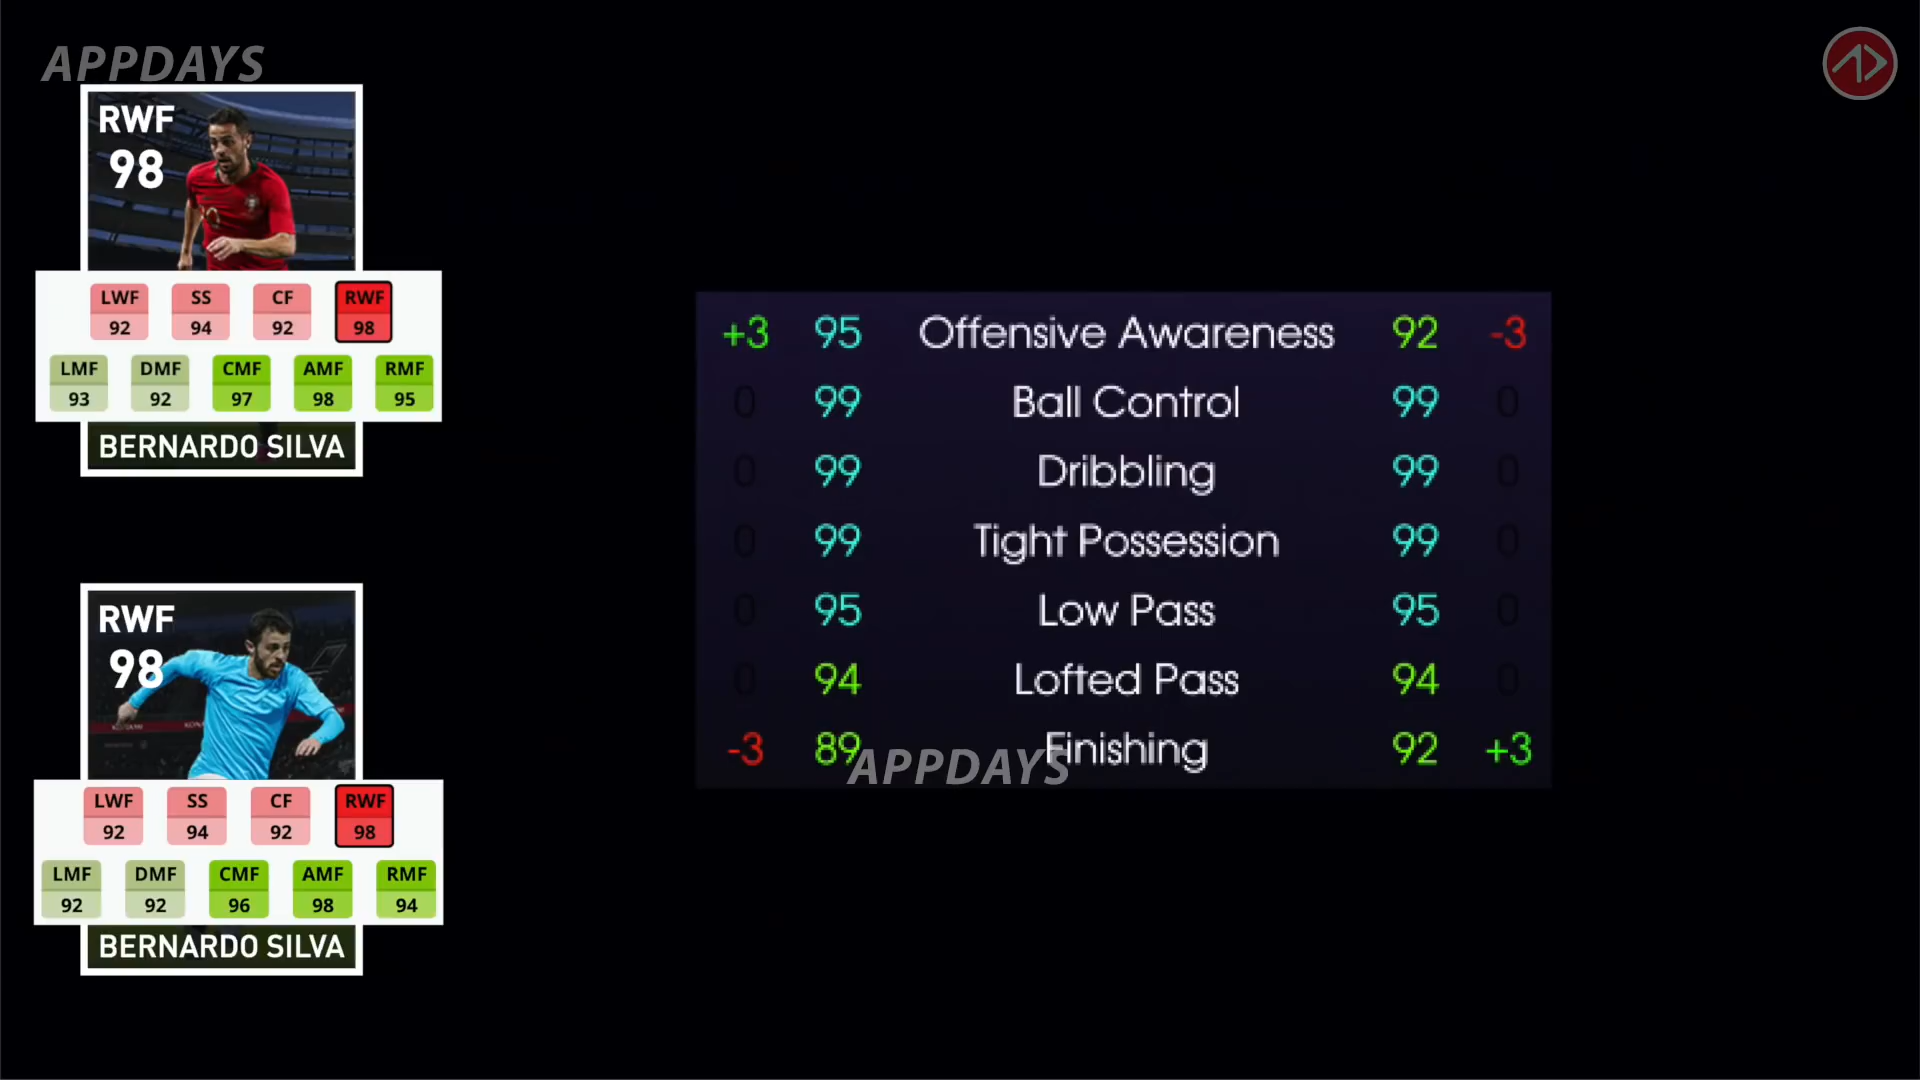 APPDAYS
RWF
98
LWF SS CF RWF
92 94 92 98
LMF DMF CMF AMF RMF
93 92 97 98 95
BERNARDO SILVA
RWF
98
LWF SS CF RWF
92 94 92 98
LMF DMF CMF AMF RMF
92 92 96 98 94
BERNARDO SILVA
+3 95 Offensive Awareness 92 -3
0 99 Ball Control 99 0
0 99 Dribbling 99 0
0 99 Tight Possession 99 0
0 95 Low Pass 95 0
0 94 Lofted Pass 94 0
-3 89 Finishing 92 +3
APPDAYS